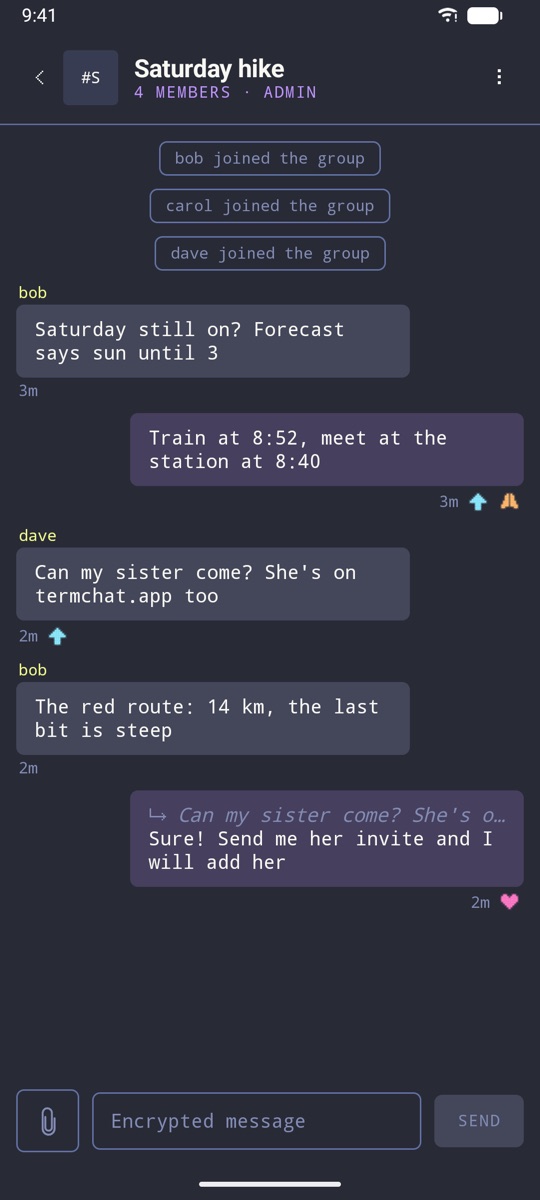 9:41
#S
Saturday hike
4 MEMBERS · ADMIN
bob joined the group
carol joined the group
dave joined the group
bob
Saturday still on? Forecast
says sun until 3
3m
Train at 8:52, meet at the
station at 8:40
3m
dave
Can my sister come? She's on
termchat.app too
2m
bob
The red route: 14 km, the last
bit is steep
2m
↳ Can my sister come? She's o…
Sure! Send me her invite and I
will add her
2m
Encrypted message
SEND